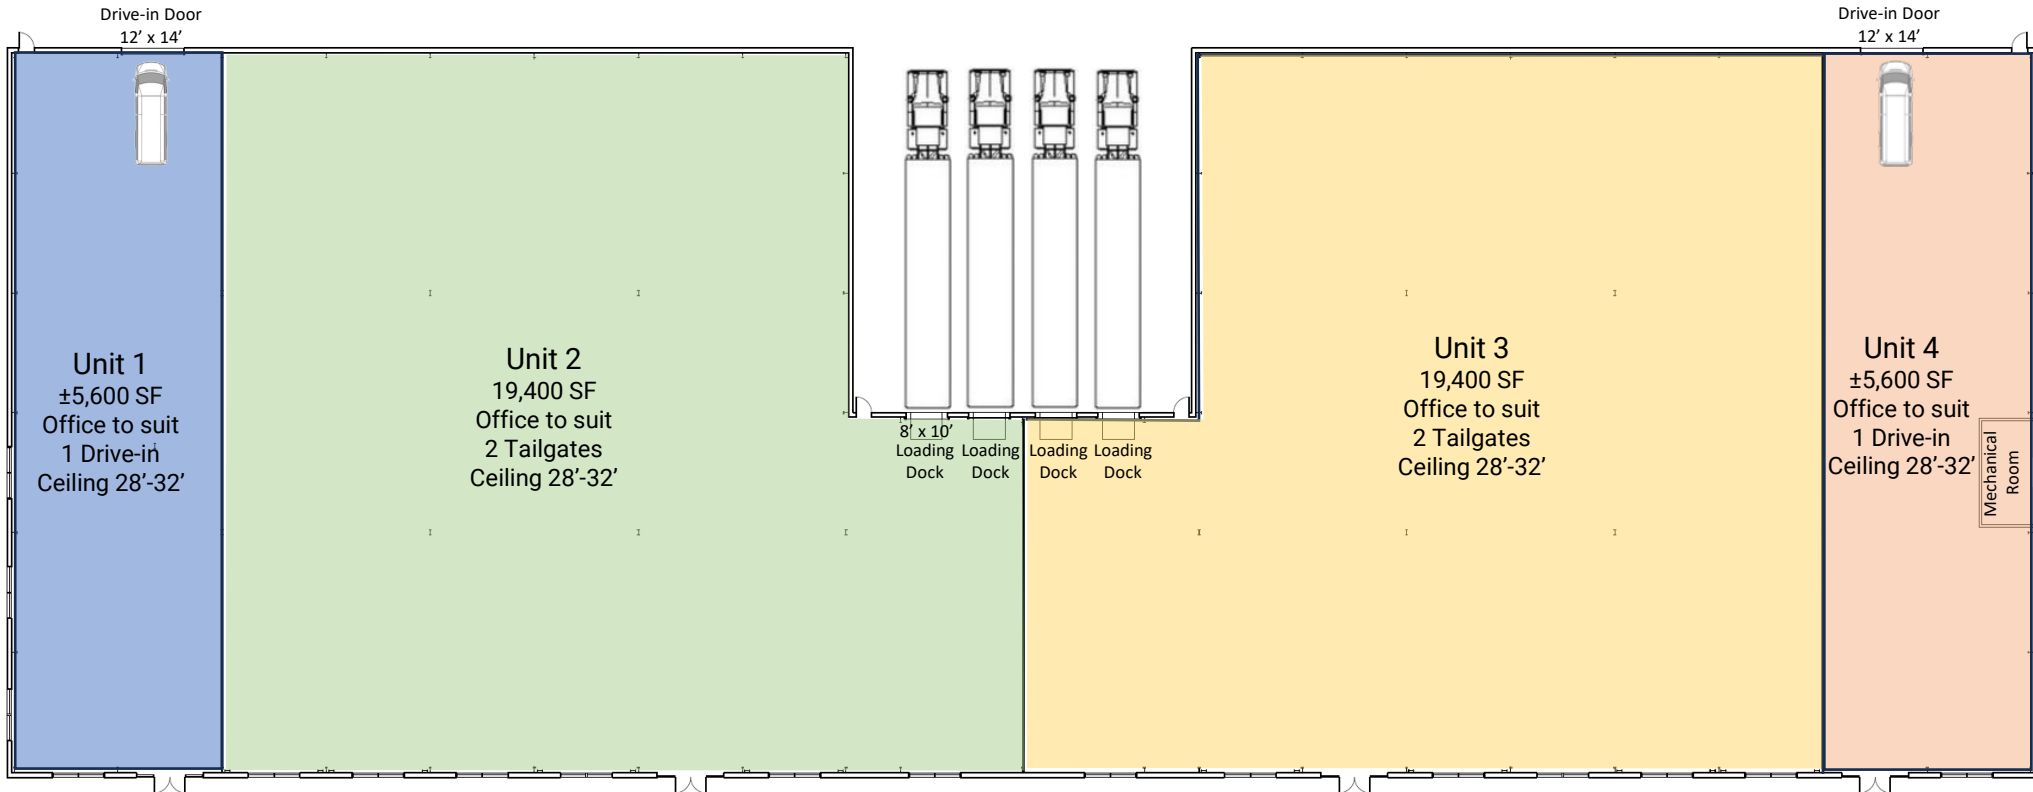 Drive-in Door
12’ x 14’
Drive-in Door
12’ x 14’
Unit 1
±5,600 SF
Office to suit
1 Drive-in
Ceiling 28’-32’
Unit 2
19,400 SF
Office to suit
2 Tailgates
Ceiling 28’-32’
8’ x 10’
Loading
Dock
Loading
Dock
Loading
Dock
Loading
Dock
Unit 3
19,400 SF
Office to suit
2 Tailgates
Ceiling 28’-32’
Unit 4
±5,600 SF
Office to suit
1 Drive-in
Ceiling 28’-32’
Mechanical
Room